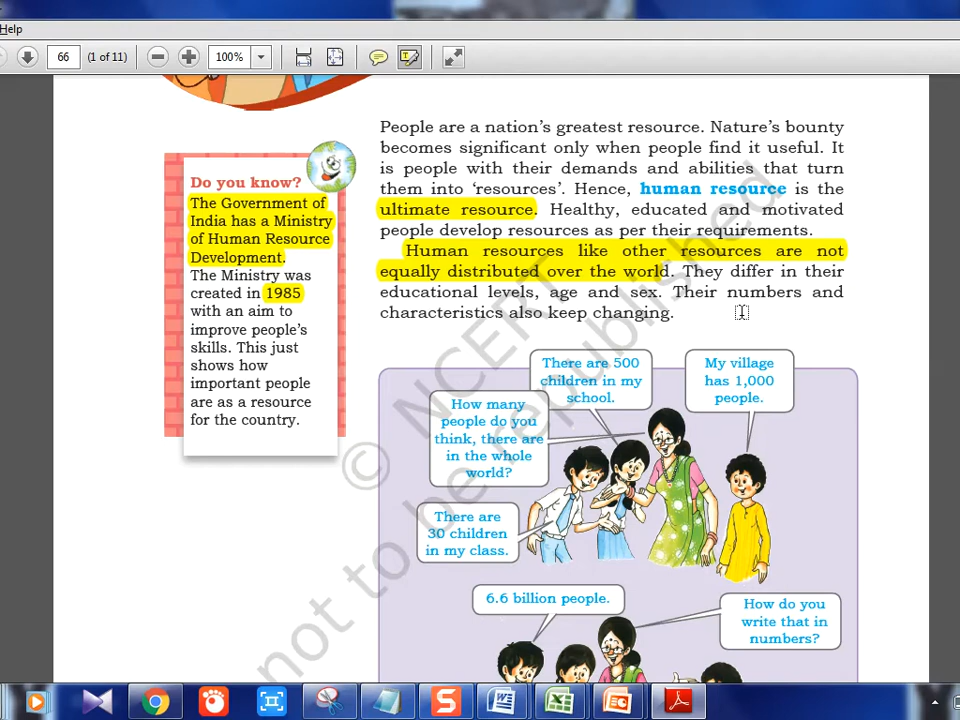 Help
66
(1 of 11)
100%
People are a nation's greatest resource. Nature's bounty
becomes significant only when people find it useful. It
is people with their demands and abilities that turn
them into 'resources'. Hence, human resource is the
ultimate resource. Healthy, educated and motivated
people develop resources as per their requirements.
Human resources like other resources are not
equally distributed over the world. They differ in their
educational levels, age and sex. Their numbers and
characteristics also keep changing.
Do you know?
The Government of
India has a Ministry
of Human Resource
Development.
The Ministry was
created in 1985
with an aim to
improve people's
skills. This just
shows how
important people
are as a resource
for the country.
There are 500
children in my
school.
My village
has 1,000
people.
How many
people do you
think, there are
in the whole
world?
There are
30 children
in my class.
6.6 billion people.
How do you
write that in
numbers?
© NCERT
not to be republished